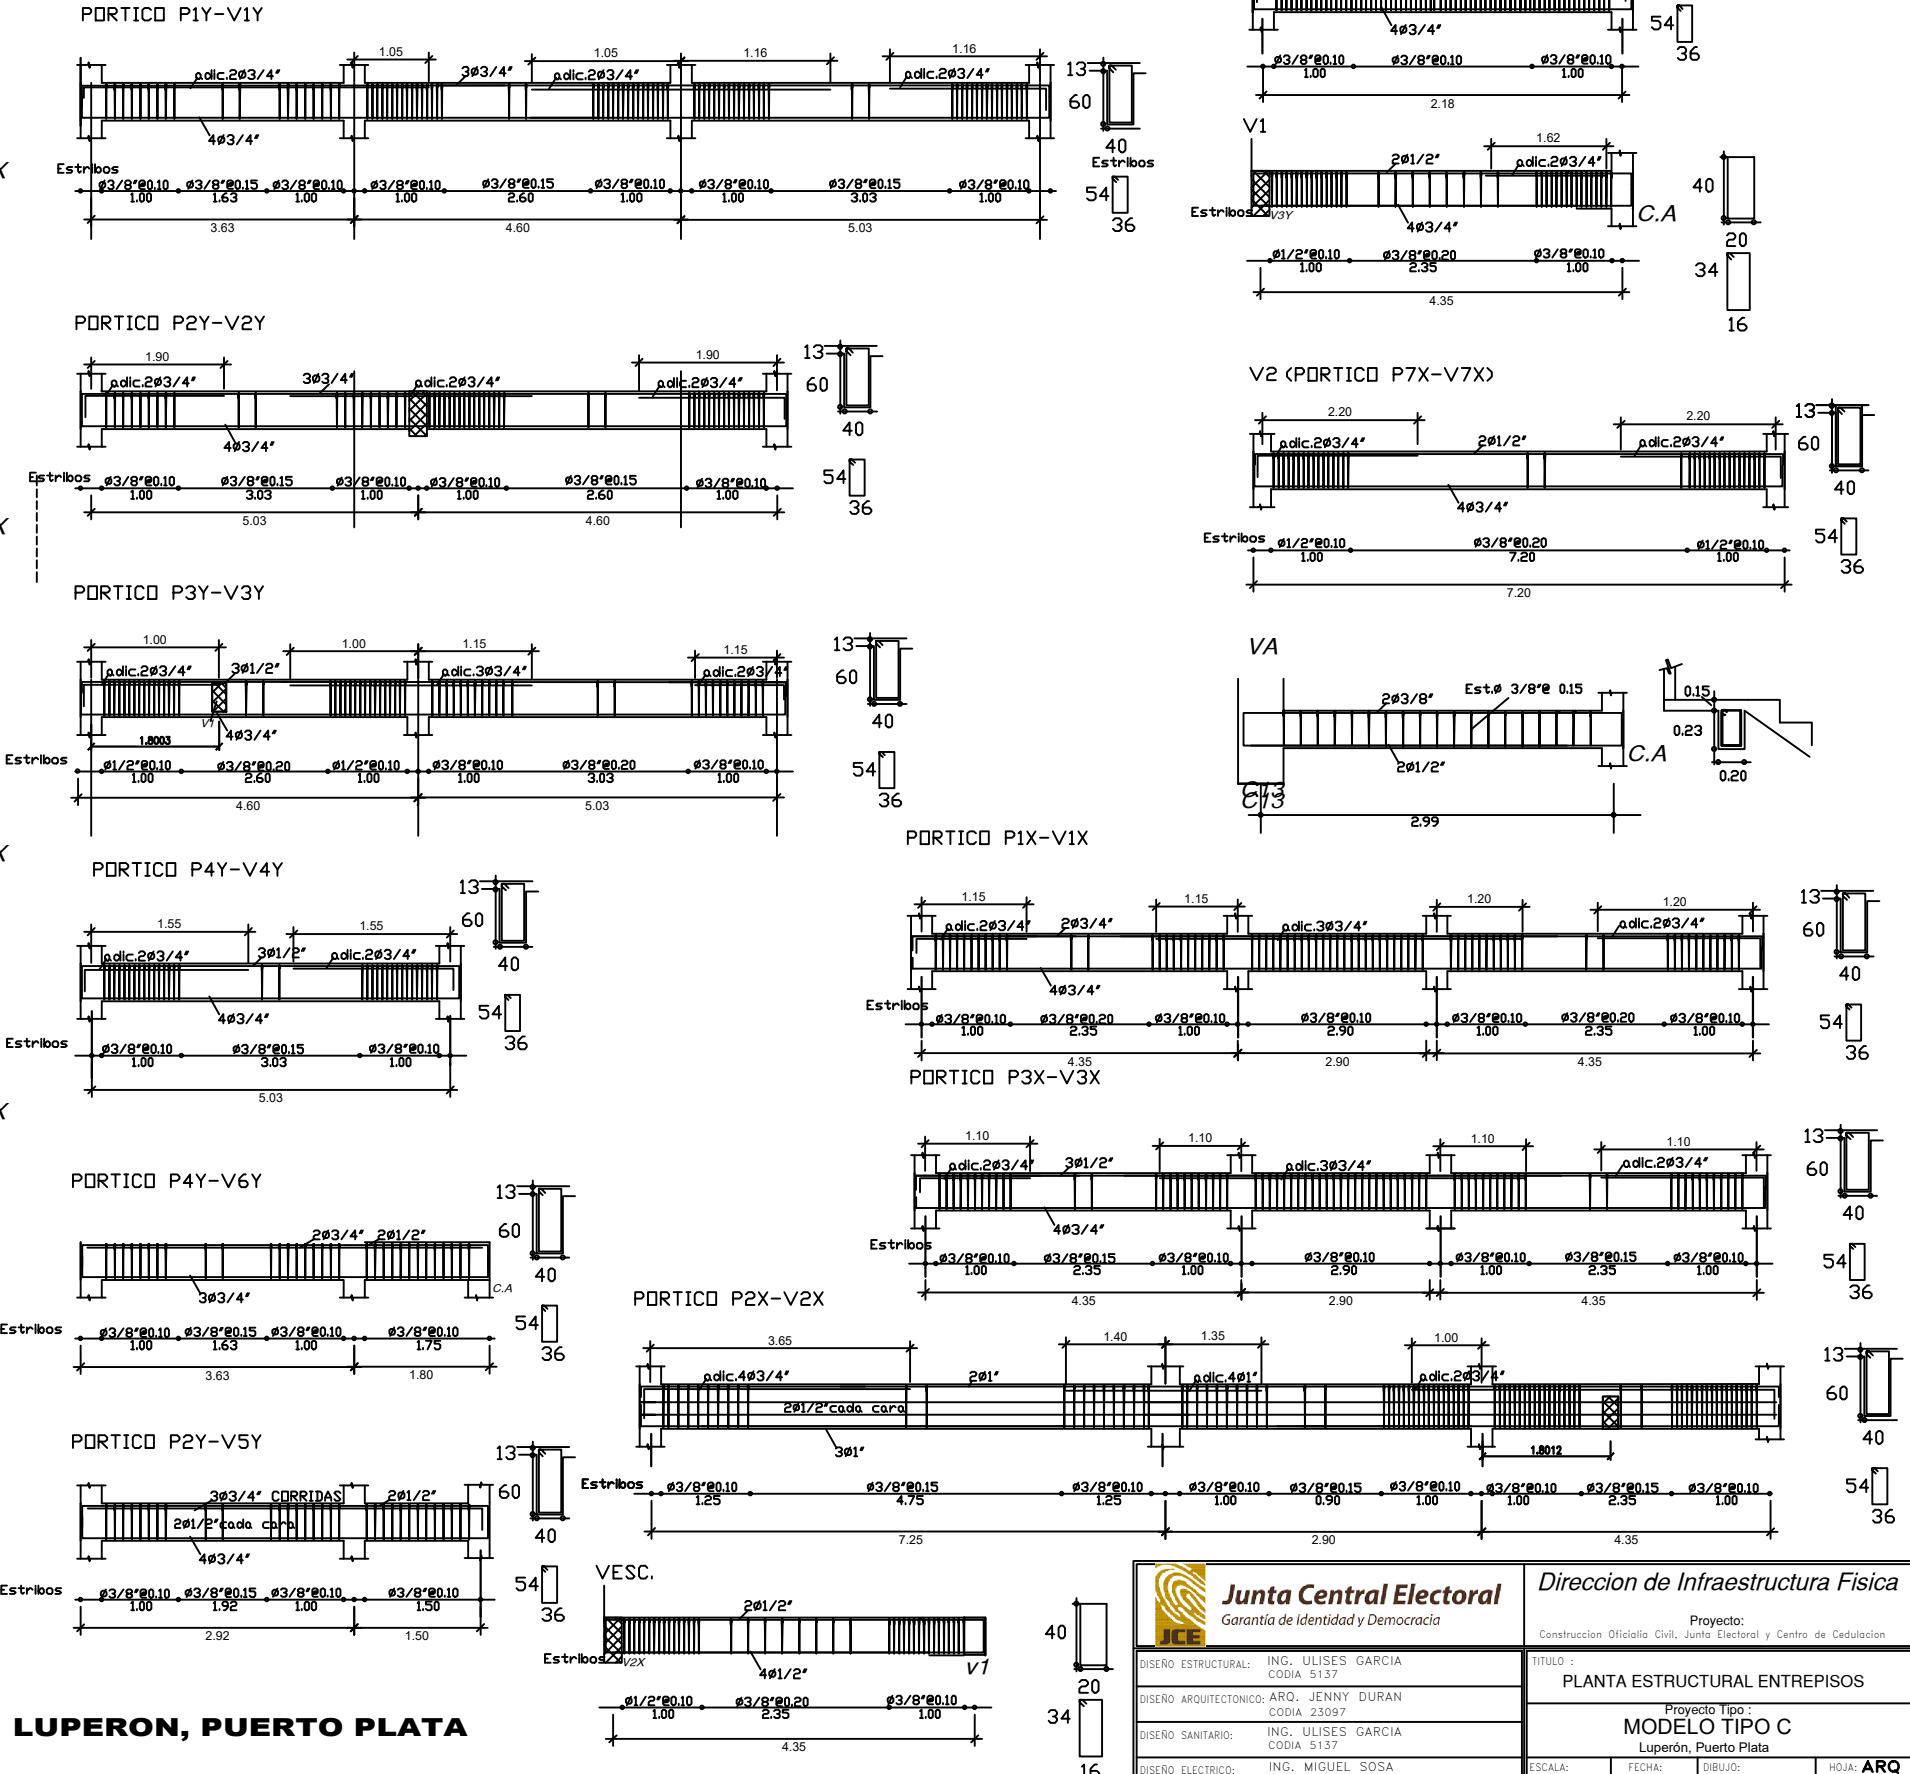 PORTICO P1Y-V1Y
1.05 1.05 1.16 1.16
adic.2ø3/4" 3ø3/4" adic.2ø3/4" adic.2ø3/4"
4ø3/4"
Estribos
ø3/8"@0.10 ø3/8"@0.15 ø3/8"@0.10 ø3/8"@0.10 ø3/8"@0.15 ø3/8"@0.10 ø3/8"@0.10 ø3/8"@0.15 ø3/8"@0.10
1.00 1.63 1.00 1.00 2.60 1.00 1.00 3.03 1.00
3.63 4.60 5.03
13
60
40
Estribos
54
36
4ø3/4"
ø3/8"@0.10 ø3/8"@0.10 ø3/8"@0.10
1.00 1.00
2.18
54
36
V1
1.62
2ø1/2" adic.2ø3/4"
Estribos V3Y
4ø3/4"
C.A
ø1/2"@0.10 ø3/8"@0.20 ø3/8"@0.10
1.00 2.35 1.00
4.35
40
20
34
16
PORTICO P2Y-V2Y
1.90 1.90
adic.2ø3/4" 3ø3/4" adic.2ø3/4" adic.2ø3/4"
4ø3/4"
Estribos
ø3/8"@0.10 ø3/8"@0.15 ø3/8"@0.10 ø3/8"@0.10 ø3/8"@0.15 ø3/8"@0.10
1.00 3.03 1.00 1.00 2.60 1.00
5.03 4.60
13
60
40
54
36
V2 (PORTICO P7X-V7X)
2.20 2.20
adic.2ø3/4" 2ø1/2" adic.2ø3/4"
4ø3/4"
Estribos
ø1/2"@0.10 ø3/8"@0.20 ø1/2"@0.10
1.00 7.20 1.00
7.20
13
60
40
54
36
PORTICO P3Y-V3Y
1.00 1.00 1.15 1.15
adic.2ø3/4" 3ø1/2" adic.3ø3/4" adic.2ø3/4"
V1
4ø3/4"
1.8003
Estribos
ø1/2"@0.10 ø3/8"@0.20 ø1/2"@0.10 ø3/8"@0.10 ø3/8"@0.20 ø3/8"@0.10
1.00 2.60 1.00 1.00 3.03 1.00
4.60 5.03
13
60
40
54
36
VA
2ø3/8" Est.ø 3/8"@ 0.15
2ø1/2"
C.A
C13
C13
2.99
0.15
0.23
0.20
PORTICO P4Y-V4Y
1.55 1.55
adic.2ø3/4" 3ø1/2" adic.2ø3/4"
4ø3/4"
Estribos
ø3/8"@0.10 ø3/8"@0.15 ø3/8"@0.10
1.00 3.03 1.00
5.03
13
60
40
54
36
PORTICO P1X-V1X
1.15 1.15 1.20 1.20
adic.2ø3/4" 2ø3/4" adic.3ø3/4" adic.2ø3/4"
4ø3/4"
Estribos
ø3/8"@0.10 ø3/8"@0.20 ø3/8"@0.10 ø3/8"@0.10 ø3/8"@0.10 ø3/8"@0.20 ø3/8"@0.10
1.00 2.35 1.00 2.90 1.00 2.35 1.00
4.35 2.90 4.35
13
60
40
54
36
PORTICO P3X-V3X
1.10 1.10 1.10 1.10
adic.2ø3/4" 3ø1/2" adic.3ø3/4" adic.2ø3/4"
4ø3/4"
Estribos
ø3/8"@0.10 ø3/8"@0.15 ø3/8"@0.10 ø3/8"@0.10 ø3/8"@0.10 ø3/8"@0.15 ø3/8"@0.10
1.00 2.35 1.00 2.90 1.00 2.35 1.00
4.35 2.90 4.35
13
60
40
54
36
PORTICO P4Y-V6Y
2ø3/4" 2ø1/2"
3ø3/4"
C.A
Estribos
ø3/8"@0.10 ø3/8"@0.15 ø3/8"@0.10 ø3/8"@0.10
1.00 1.63 1.00 1.75
3.63 1.80
13
60
40
54
36
PORTICO P2X-V2X
3.65 1.40 1.35 1.00
adic.4ø3/4" 2ø1" adic.4ø1" adic.2ø3/4"
2ø1/2"cada cara
3ø1"
1.8012
Estribos
ø3/8"@0.10 ø3/8"@0.15 ø3/8"@0.10 ø3/8"@0.10 ø3/8"@0.15 ø3/8"@0.10 ø3/8"@0.10 ø3/8"@0.15 ø3/8"@0.10
1.25 4.75 1.25 1.00 0.90 1.00 1.00 2.35 1.00
7.25 2.90 4.35
13
60
40
54
36
PORTICO P2Y-V5Y
3ø3/4" CORRIDAS 2ø1/2"
2ø1/2"cada cara
4ø3/4"
Estribos
ø3/8"@0.10 ø3/8"@0.15 ø3/8"@0.10 ø3/8"@0.10
1.00 1.92 1.00 1.50
2.92 1.50
13
60
40
54
36
VESC.
2ø1/2"
Estribos V2X
4ø1/2"
V1
ø1/2"@0.10 ø3/8"@0.20 ø3/8"@0.10
1.00 2.35 1.00
4.35
40
20
34
16
LUPERON, PUERTO PLATA
JCE
Junta Central Electoral
Garantía de Identidad y Democracia
Direccion de Infraestructura Fisica
Proyecto:
Construccion Oficialia Civil, Junta Electoral y Centro de Cedulacion
DISEÑO ESTRUCTURAL: ING. ULISES GARCIA
CODIA 5137
DISEÑO ARQUITECTONICO: ARQ. JENNY DURAN
CODIA 23097
DISEÑO SANITARIO: ING. ULISES GARCIA
CODIA 5137
DISEÑO ELECTRICO: ING. MIGUEL SOSA
TITULO :
PLANTA ESTRUCTURAL ENTREPISOS
Proyecto Tipo :
MODELO TIPO C
Luperón, Puerto Plata
ESCALA: FECHA: DIBUJO: HOJA: ARQ